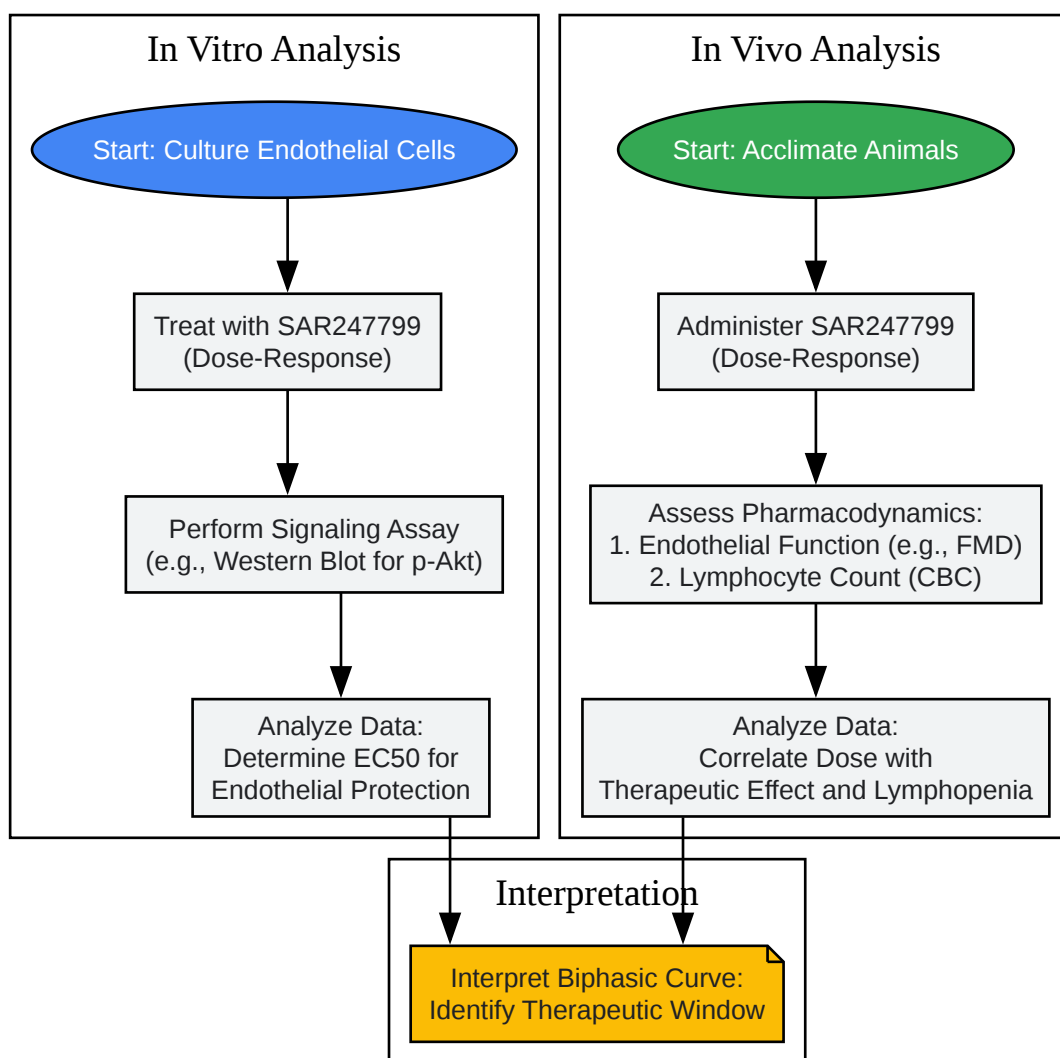 In Vitro Analysis
Start: Culture Endothelial Cells
Treat with SAR247799
(Dose-Response)
Perform Signaling Assay
(e.g., Western Blot for p-Akt)
Analyze Data:
Determine EC50 for
Endothelial Protection
In Vivo Analysis
Start: Acclimate Animals
Administer SAR247799
(Dose-Response)
Assess Pharmacodynamics:
1. Endothelial Function (e.g., FMD)
2. Lymphocyte Count (CBC)
Analyze Data:
Correlate Dose with
Therapeutic Effect and Lymphopenia
Interpretation
Interpret Biphasic Curve:
Identify Therapeutic Window